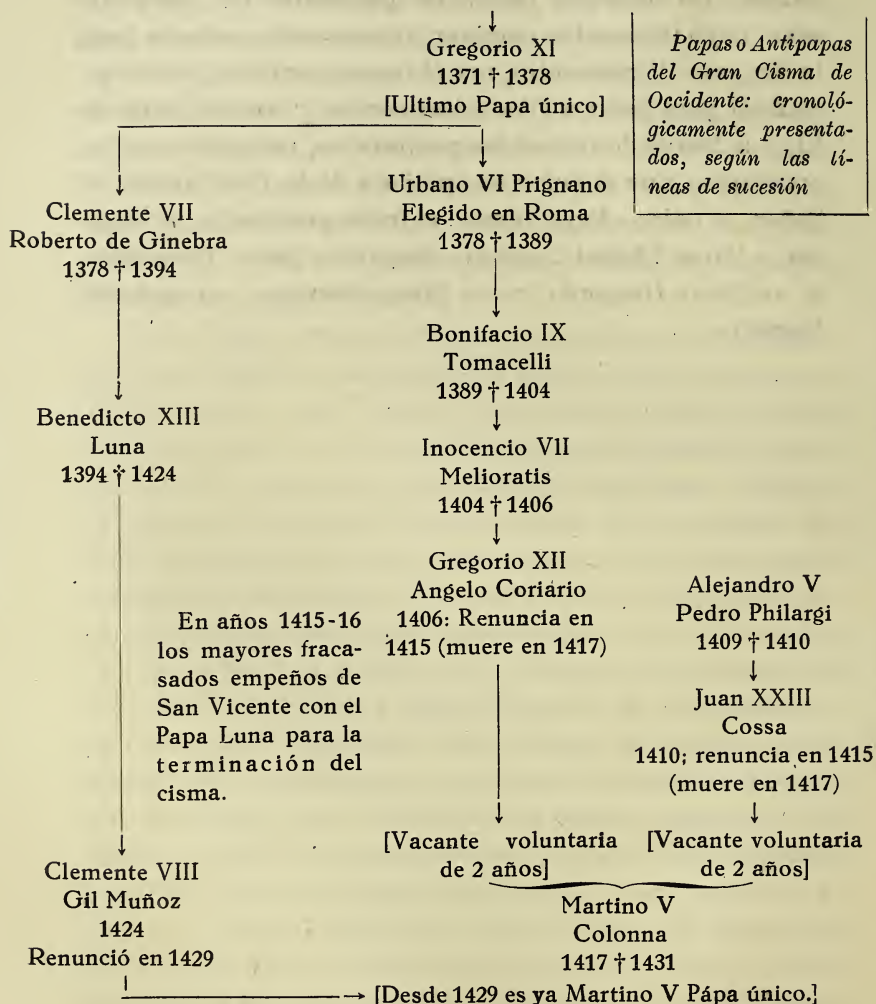 Gregorio XI
1371 † 1378
[Ultimo Papa único]
Papas o Antipapas
del Gran Cisma de
Occidente: cronoló-
gicamente presenta-
dos, según las lí-
neas de sucesión
Clemente VII
Roberto de Ginebra
1378 † 1394
Urbano VI Prignano
Elegido en Roma
1378 † 1389
Bonifacio IX
Tomacelli
1389 † 1404
Benedicto XIII
Luna
1394 † 1424
Inocencio VII
Melioratis
1404 † 1406
Gregorio XII
Angelo Coriário
1406: Renuncia en
1415 (muere en 1417)
Alejandro V
Pedro Philargi
1409 † 1410
En años 1415-16
los mayores fraca-
sados empeños de
San Vicente con el
Papa Luna para la
terminación del
cisma.
Juan XXIII
Cossa
1410; renuncia en 1415
(muere en 1417)
[Vacante voluntaria
de 2 años]
[Vacante voluntaria
de 2 años]
Clemente VIII
Gil Muñoz
1424
Renunció en 1429
Martino V
Colonna
1417 † 1431
[Desde 1429 es ya Martino V Pápa único.]